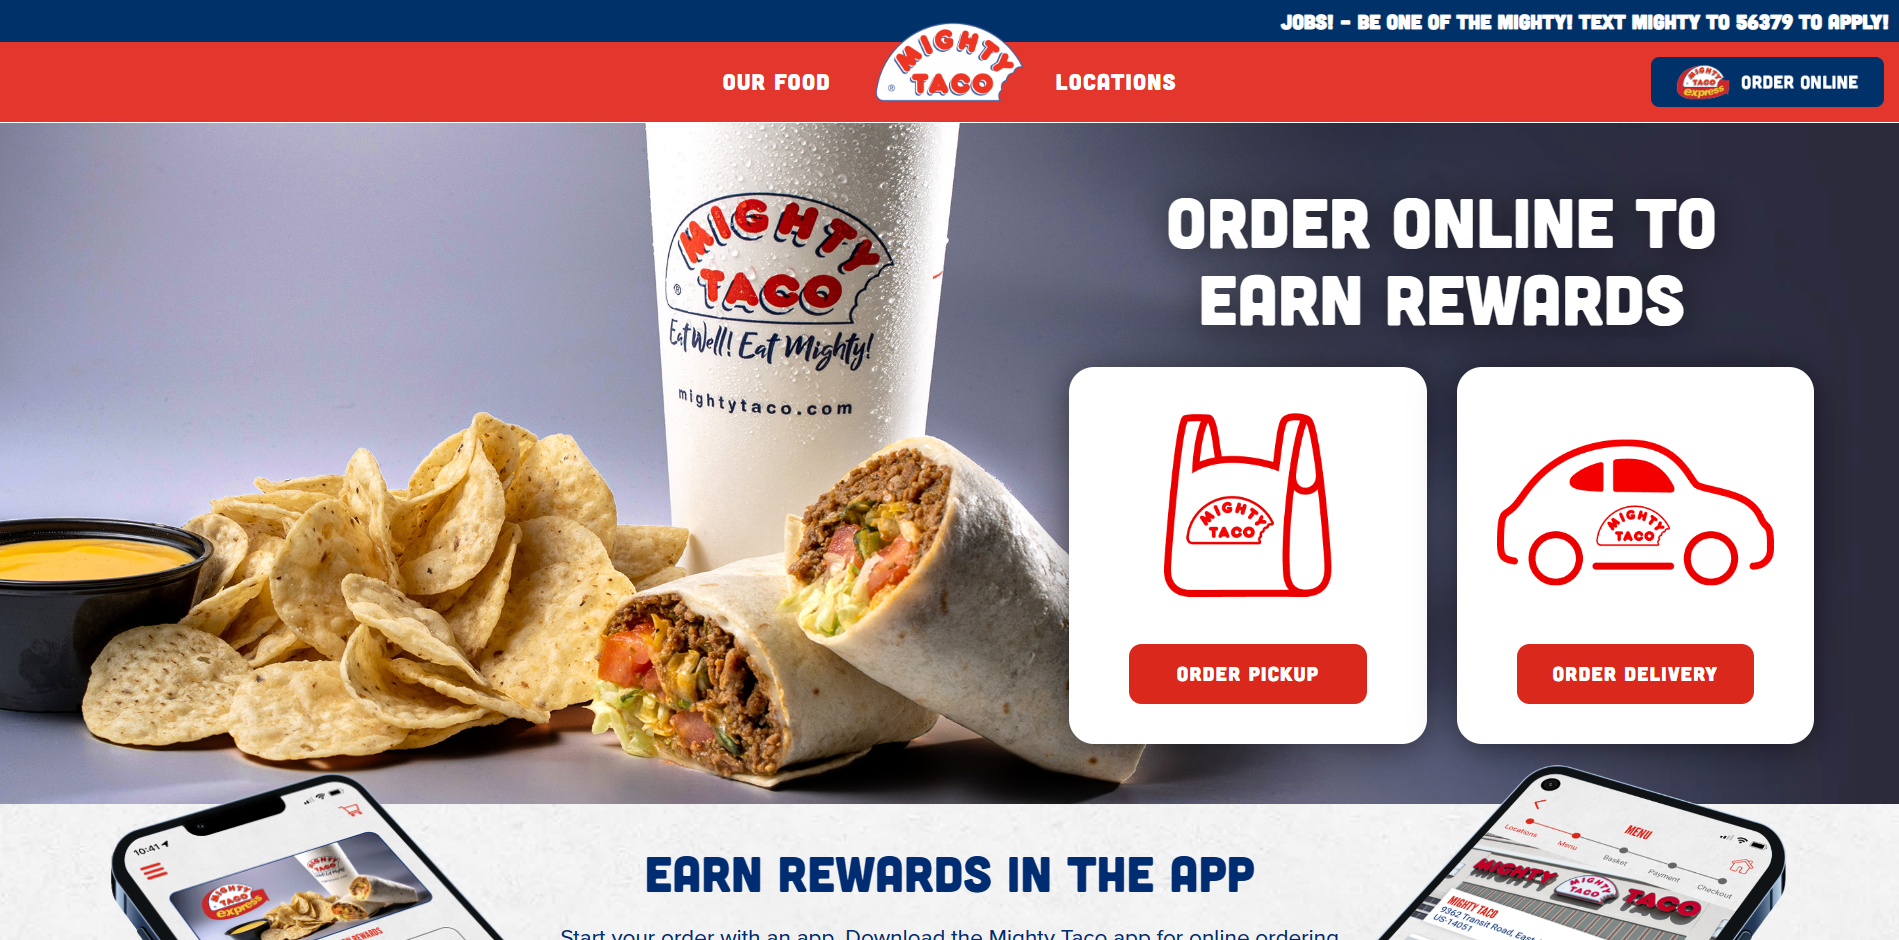 JOBS! – BE ONE OF THE MIGHTY! TEXT MIGHTY TO 56379 TO APPLY!
OUR FOOD
MIGHTY
TACO
®
LOCATIONS
MIGHTY
TACO
express
ORDER ONLINE
MIGHTY
TACO
®
Eat Well! Eat Mighty!
mightytaco.com
ORDER ONLINE TO
EARN REWARDS
MIGHTY
TACO
ORDER PICKUP
MIGHTY
TACO
ORDER DELIVERY
10:41
MIGHTY
TACO
express
REWARDS
EARN REWARDS IN THE APP
Start your order with an app. Download the Mighty Taco app for online ordering
MENU
Locations
Menu
Basket
Payment
Checkout
MIGHTY
MIGHTY
TACO
TACO
MIGHTY TACO
9362 Transit Road, East
US-14051